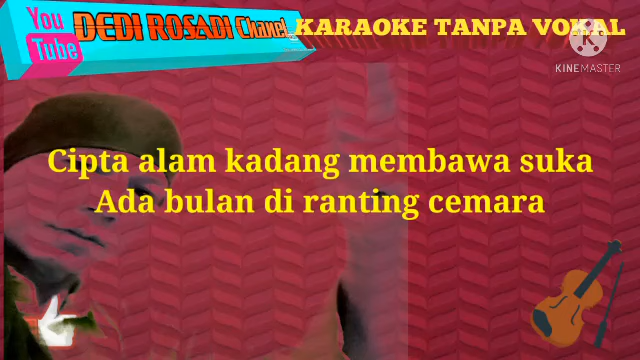 You
Tube
DEDI ROSADI Chanel
KARAOKE TANPA VOKAL
KINEMASTER
Cipta alam kadang membawa suka
Ada bulan di ranting cemara